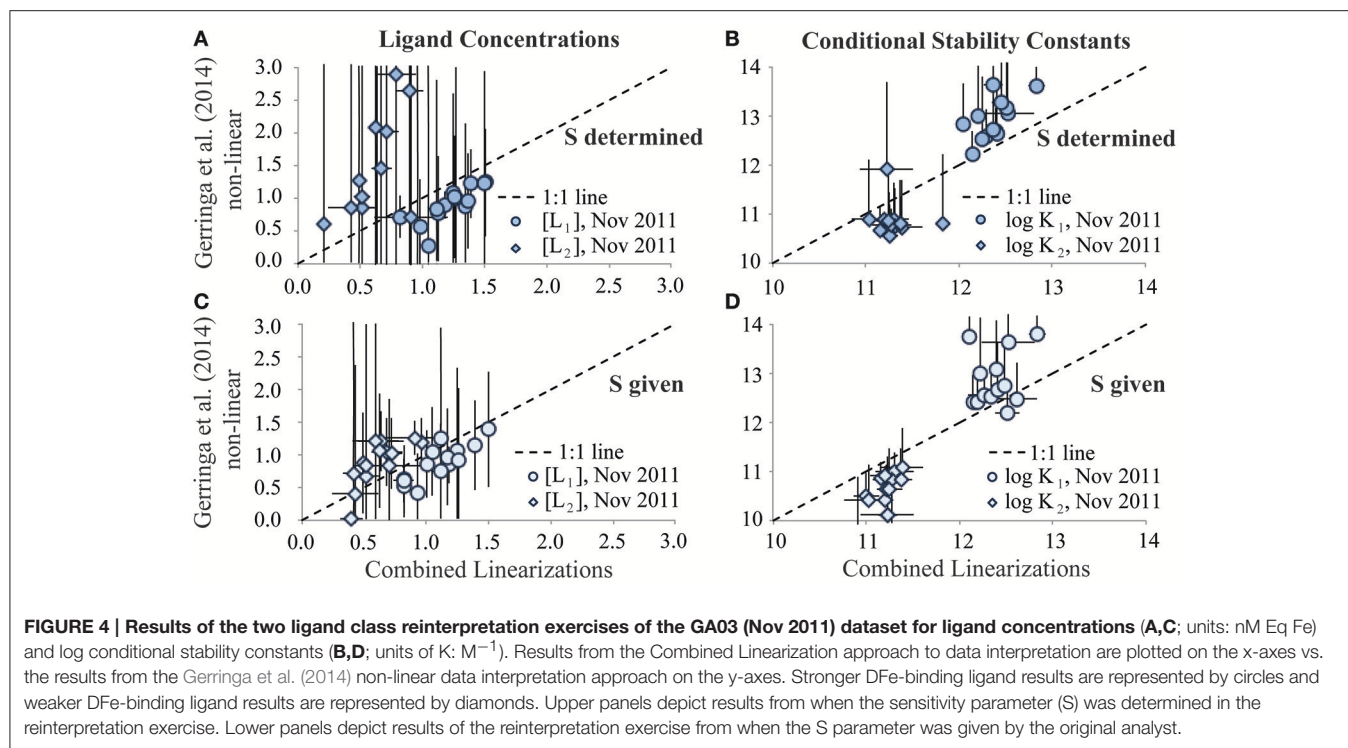 A
Ligand Concentrations
Gerringa et al. (2014)
non-linear
3.0
2.5
2.0
1.5
1.0
0.5
0.0
S determined
1:1 line
[L₁], Nov 2011
[L₂], Nov 2011
0.0 0.5 1.0 1.5 2.0 2.5 3.0
B
Conditional Stability Constants
14
13
12
11
10
S determined
1:1 line
log K₁, Nov 2011
log K₂, Nov 2011
10 11 12 13 14
C
Gerringa et al. (2014)
non-linear
3.0
2.5
2.0
1.5
1.0
0.5
0.0
S given
1:1 line
[L₁], Nov 2011
[L₂], Nov 2011
0.0 0.5 1.0 1.5 2.0 2.5 3.0
Combined Linearizations
D
14
13
12
11
10
S given
1:1 line
log K₁, Nov 2011
log K₂, Nov 2011
10 11 12 13 14
Combined Linearizations
FIGURE 4 | Results of the two ligand class reinterpretation exercises of the GA03 (Nov 2011) dataset for ligand concentrations (A,C; units: nM Eq Fe)
and log conditional stability constants (B,D; units of K: M⁻¹). Results from the Combined Linearization approach to data interpretation are plotted on the x-axes vs.
the results from the Gerringa et al. (2014) non-linear data interpretation approach on the y-axes. Stronger DFe-binding ligand results are represented by circles and
weaker DFe-binding ligand results are represented by diamonds. Upper panels depict results from when the sensitivity parameter (S) was determined in the
reinterpretation exercise. Lower panels depict results of the reinterpretation exercise from when the S parameter was given by the original analyst.